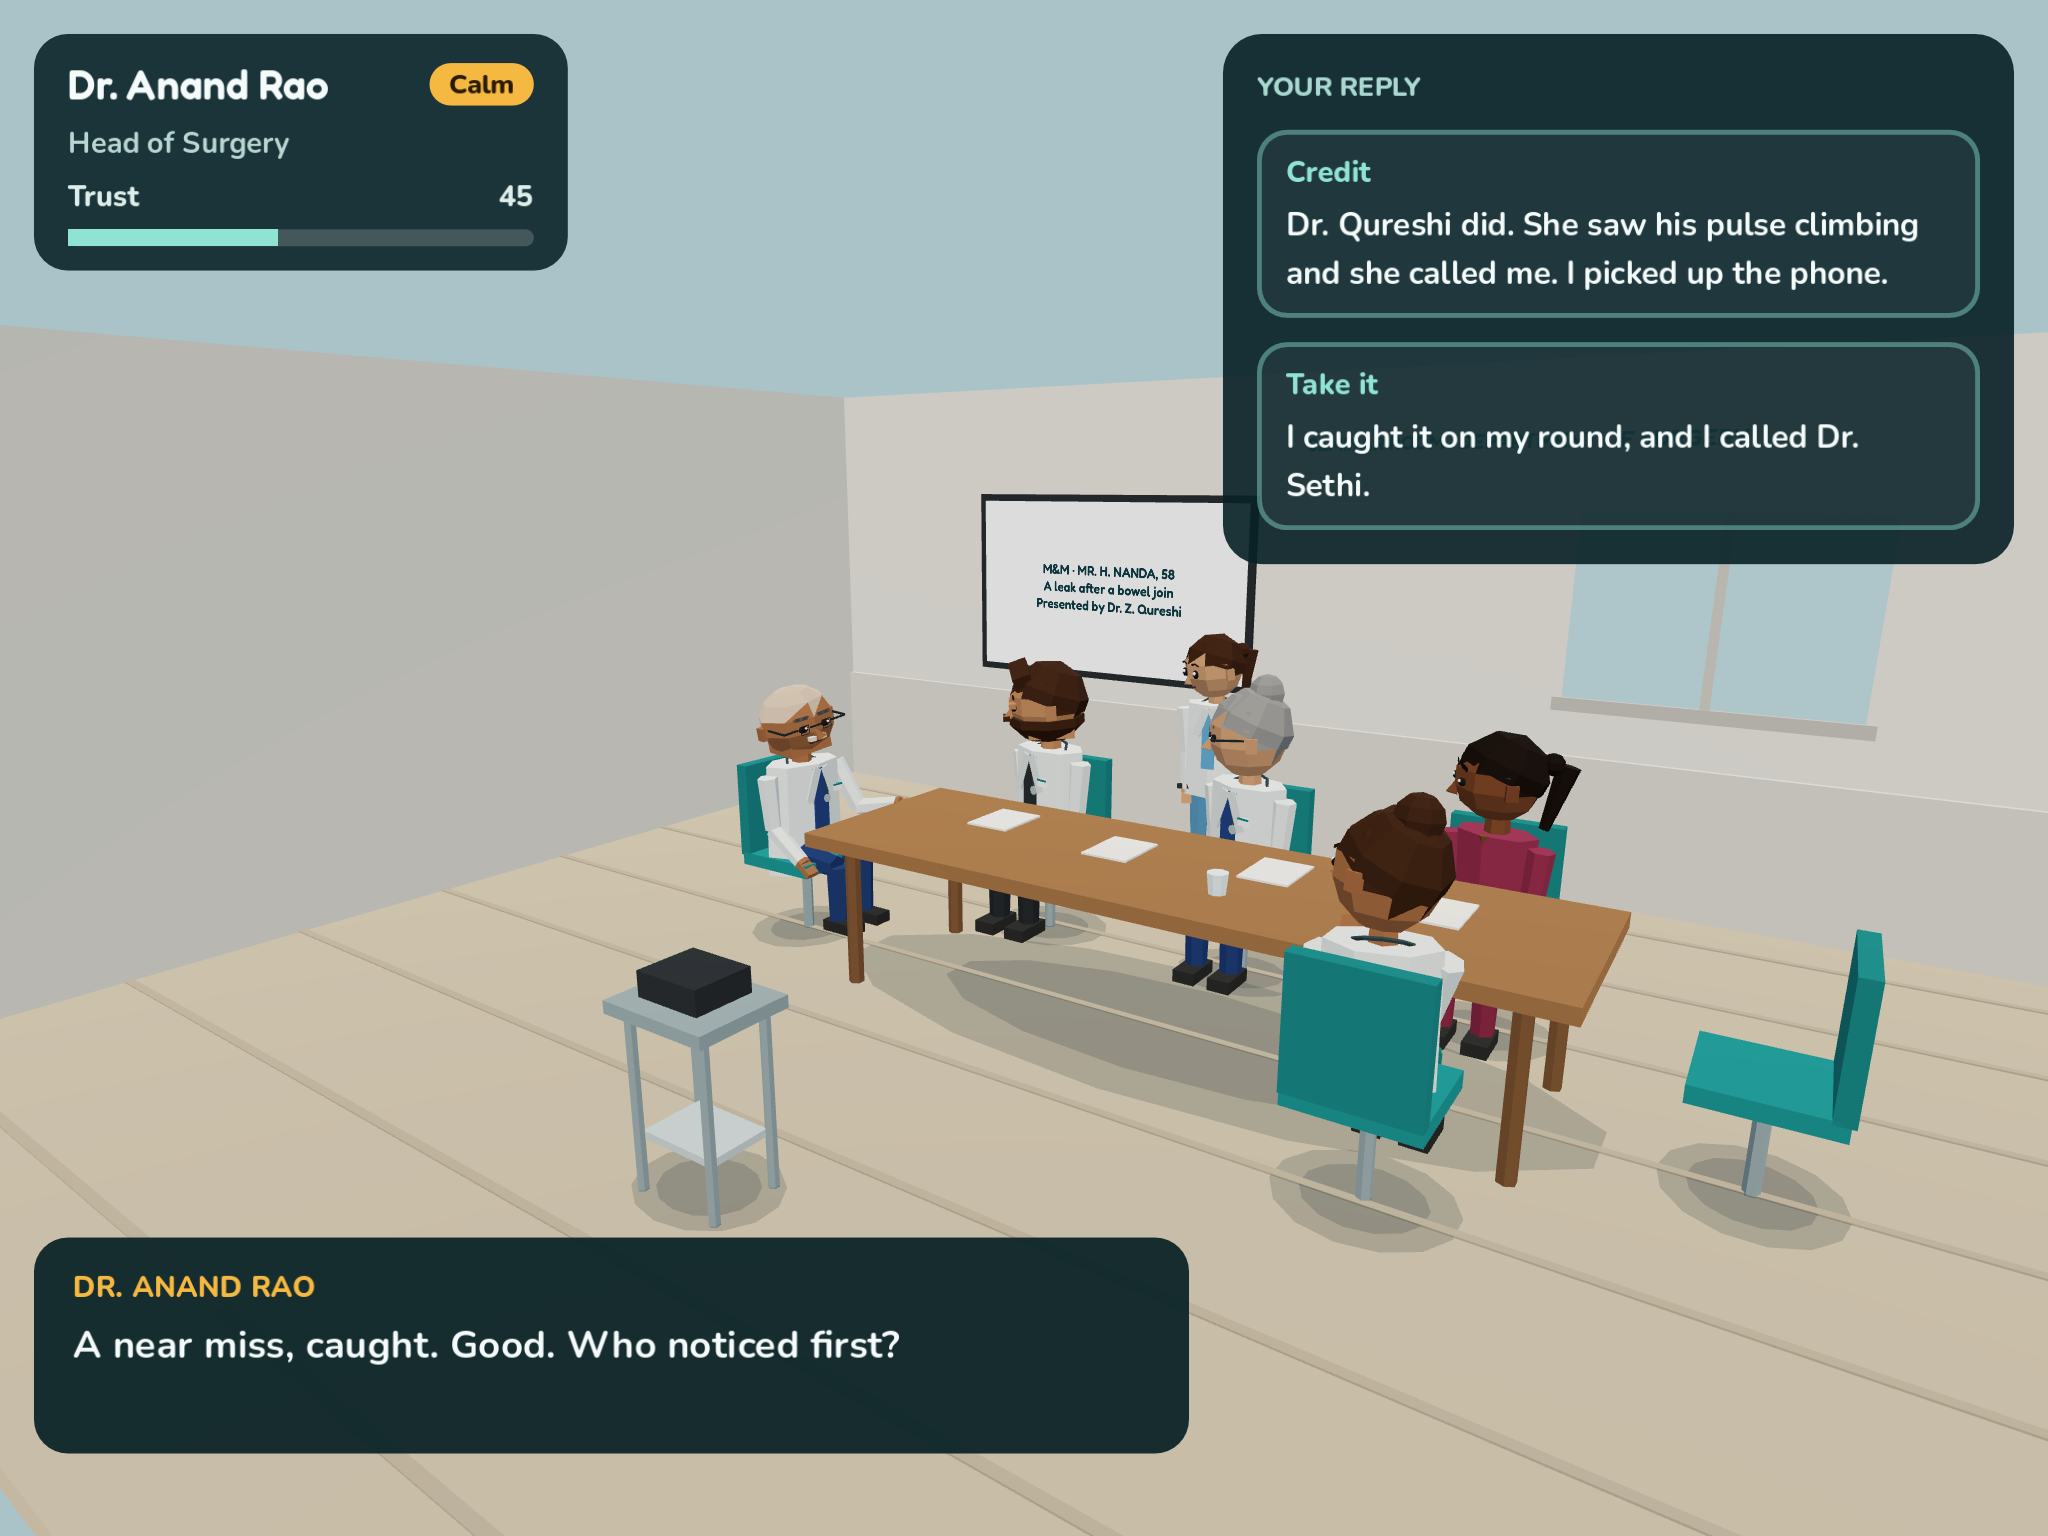 Dr. Anand Rao
Calm
Head of Surgery
Trust
45
YOUR REPLY
Credit
Dr. Qureshi did. She saw his pulse climbing
and she called me. I picked up the phone.
Take it
I caught it on my round, and I called Dr.
Sethi.
M&M · MR. H. NANDA, 58
A leak after a bowel join
Presented by Dr. Z. Qureshi
DR. ANAND RAO
A near miss, caught. Good. Who noticed first?